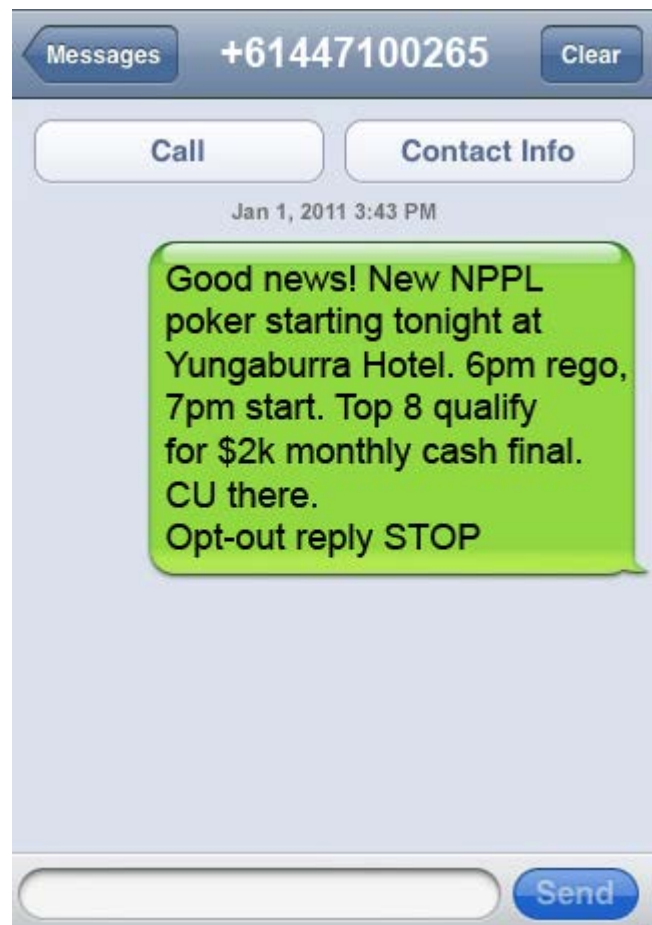 Messages
+61447100265
Clear
Call
Contact Info
Jan 1, 2011 3:43 PM
Good news! New NPPL
poker starting tonight at
Yungaburra Hotel. 6pm rego,
7pm start. Top 8 qualify
for $2k monthly cash final.
CU there.
Opt-out reply STOP
Send